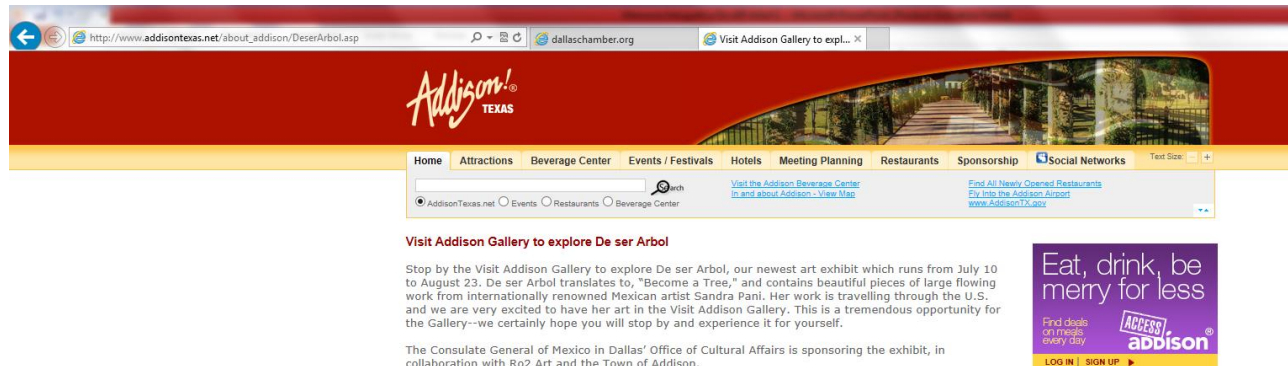 http://www.addisontexas.net/about_addison/DeserArbol.asp
dallaschamber.org
Visit Addison Gallery to expl...
Addison!®
TEXAS
Home Attractions Beverage Center Events / Festivals Hotels Meeting Planning Restaurants Sponsorship Social Networks Text Size: - +
Search
Visit the Addison Beverage Center
In and about Addison - View Map
Find All Newly Opened Restaurants
Fly Into the Addison Airport
www.AddisonTX.gov
AddisonTexas.net Events Restaurants Beverage Center
Visit Addison Gallery to explore De ser Arbol
Stop by the Visit Addison Gallery to explore De ser Arbol, our newest art exhibit which runs from July 10
to August 23. De ser Arbol translates to, "Become a Tree," and contains beautiful pieces of large flowing
work from internationally renowned Mexican artist Sandra Pani. Her work is travelling through the U.S.
and we are very excited to have her art in the Visit Addison Gallery. This is a tremendous opportunity for
the Gallery--we certainly hope you will stop by and experience it for yourself.
The Consulate General of Mexico in Dallas' Office of Cultural Affairs is sponsoring the exhibit, in
collaboration with Ro2 Art and the Town of Addison.
Eat, drink, be
merry for less
Find deals
on meals
every day
ACCESS
aDDison®
LOG IN | SIGN UP